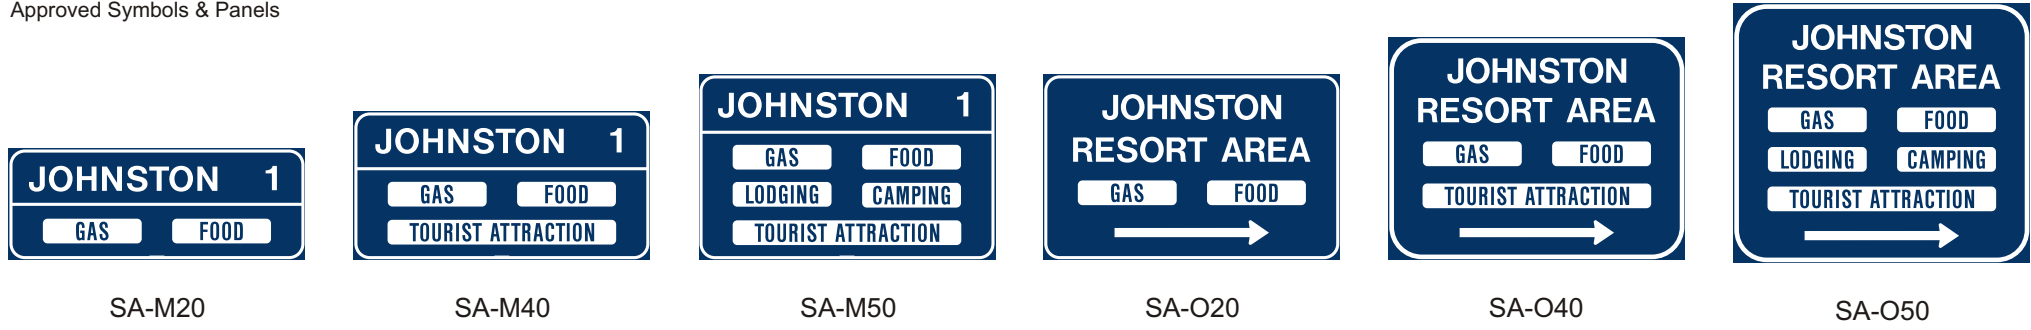 Approved Symbols & Panels
JOHNSTON 1
GAS FOOD
SA-M20
JOHNSTON 1
GAS FOOD
TOURIST ATTRACTION
SA-M40
JOHNSTON 1
GAS FOOD
LODGING CAMPING
TOURIST ATTRACTION
SA-M50
JOHNSTON
RESORT AREA
GAS FOOD
SA-O20
JOHNSTON
RESORT AREA
GAS FOOD
TOURIST ATTRACTION
SA-O40
JOHNSTON
RESORT AREA
GAS FOOD
LODGING CAMPING
TOURIST ATTRACTION
SA-O50